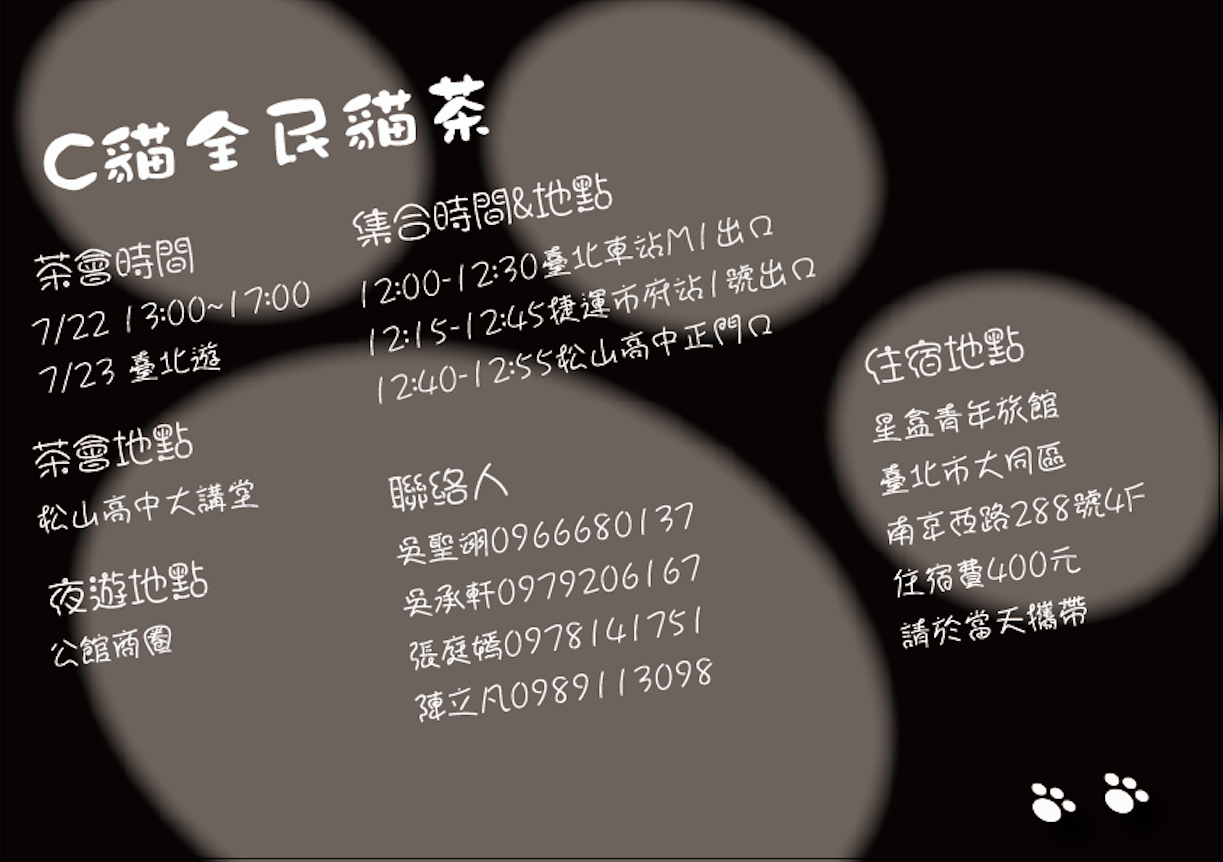 C貓全民貓茶
茶會時間
7/22 13:00~17:00
7/23 臺北遊
茶會地點
松山高中大講堂
夜遊地點
公館商圈
集合時間&地點
12:00-12:30臺北車站M1出口
12:15-12:45捷運市府站1號出口
12:40-12:55松山高中正門口
聯絡人
吳聖翊0966680137
吳承軒0979206167
張庭嫣0978141751
陳立凡0989113098
住宿地點
星盒青年旅館
臺北市大同區
南京西路288號4F
住宿費400元
請於當天攜帶